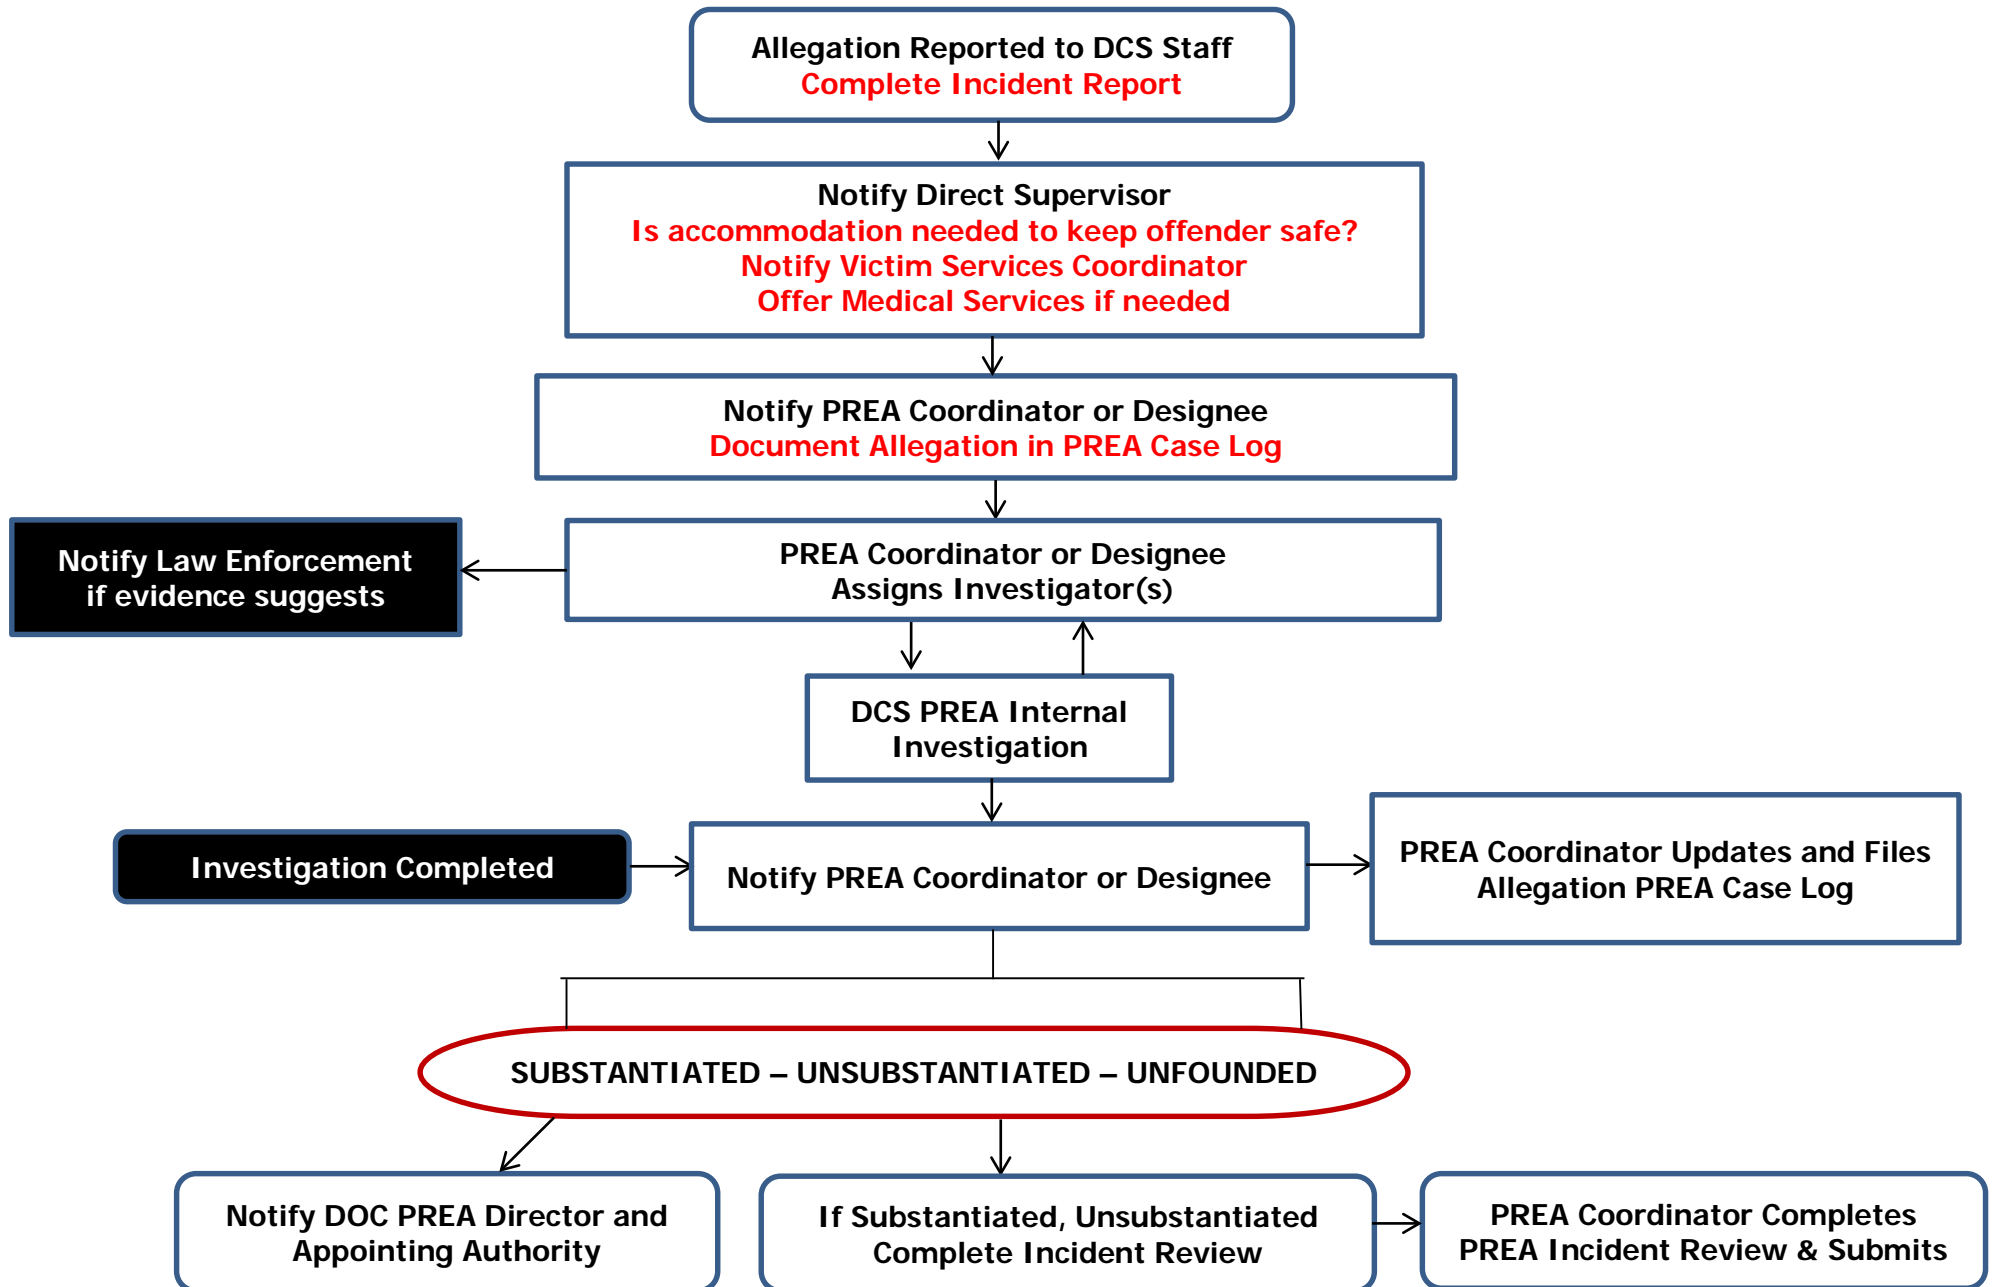 Allegation Reported to DCS Staff
Complete Incident Report
Notify Direct Supervisor
Is accommodation needed to keep offender safe?
Notify Victim Services Coordinator
Offer Medical Services if needed
Notify PREA Coordinator or Designee
Document Allegation in PREA Case Log
Notify Law Enforcement
if evidence suggests
PREA Coordinator or Designee
Assigns Investigator(s)
DCS PREA Internal
Investigation
Investigation Completed
Notify PREA Coordinator or Designee
PREA Coordinator Updates and Files
Allegation PREA Case Log
SUBSTANTIATED – UNSUBSTANTIATED – UNFOUNDED
Notify DOC PREA Director and
Appointing Authority
If Substantiated, Unsubstantiated
Complete Incident Review
PREA Coordinator Completes
PREA Incident Review & Submits